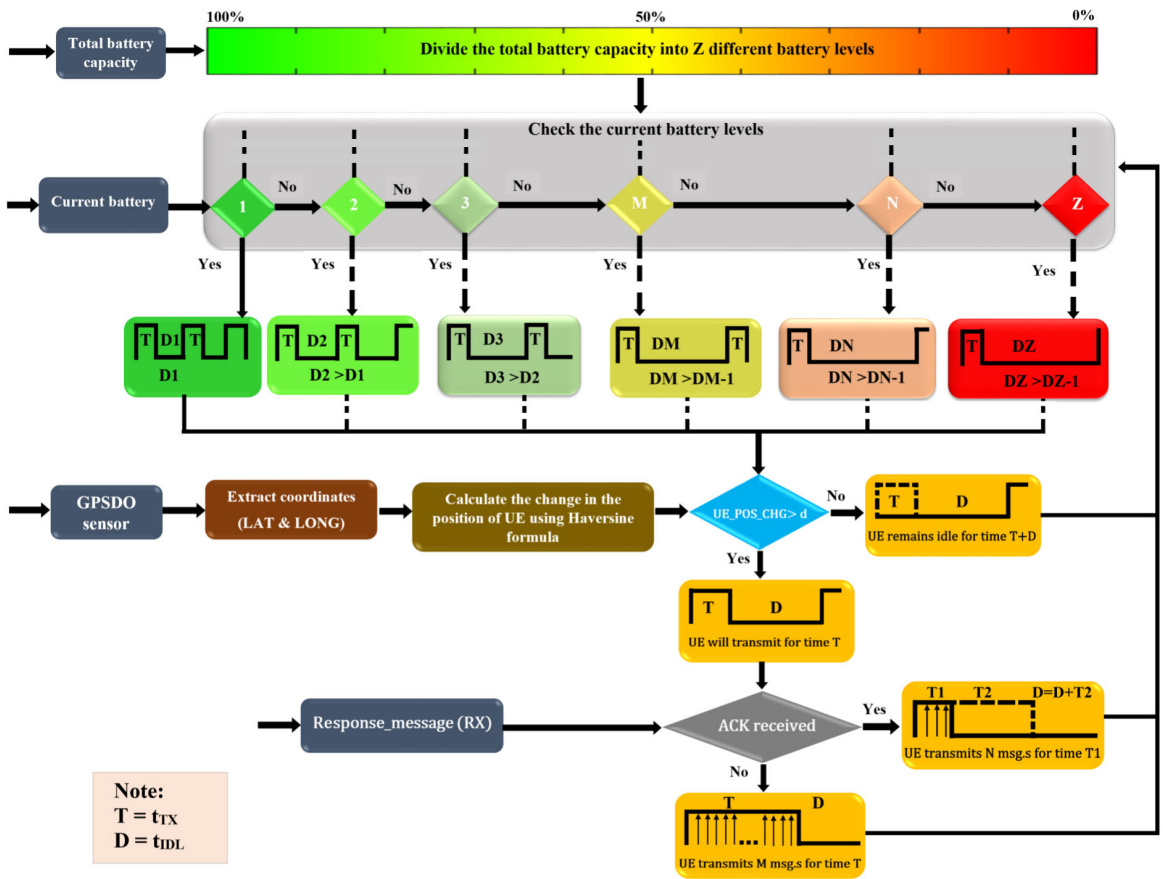 100%
50%
0%
Total battery
capacity
Divide the total battery capacity into Z different battery levels
Check the current battery levels
Current battery
1
No
2
No
3
No
M
No
N
No
Z
Yes
Yes
Yes
Yes
Yes
Yes
T D1 T
D1
T D2 T
D2 >D1
T D3 T
D3 >D2
T DM T
DM >DM-1
T DN
DN >DN-1
T DZ
DZ >DZ-1
GPSDO
sensor
Extract coordinates
(LAT & LONG)
Calculate the change in the
position of UE using Haversine
formula
UE_POS_CHG> d
No
T D
UE remains idle for time T+D
Yes
T D
UE will transmit for time T
Response_message (RX)
ACK received
Yes
T1 T2 D=D+T2
UE transmits N msg.s for time T1
No
T D
UE transmits M msg.s for time T
Note:
T = tTX
D = tIDL